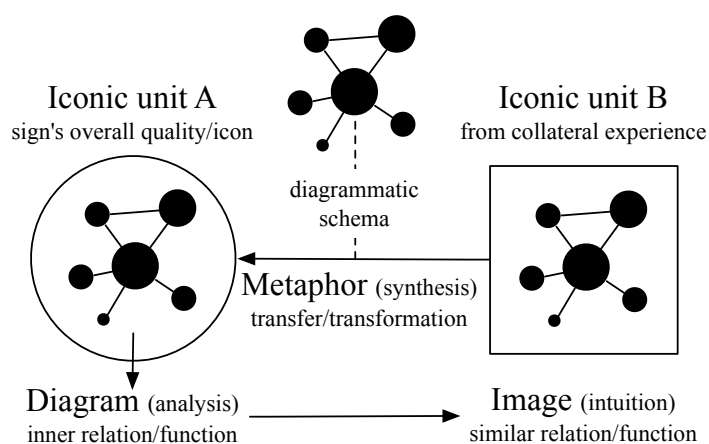 Iconic unit A
sign's overall quality/icon
Iconic unit B
from collateral experience
diagrammatic
schema
Metaphor (synthesis)
transfer/transformation
Diagram (analysis)
inner relation/function
Image (intuition)
similar relation/function